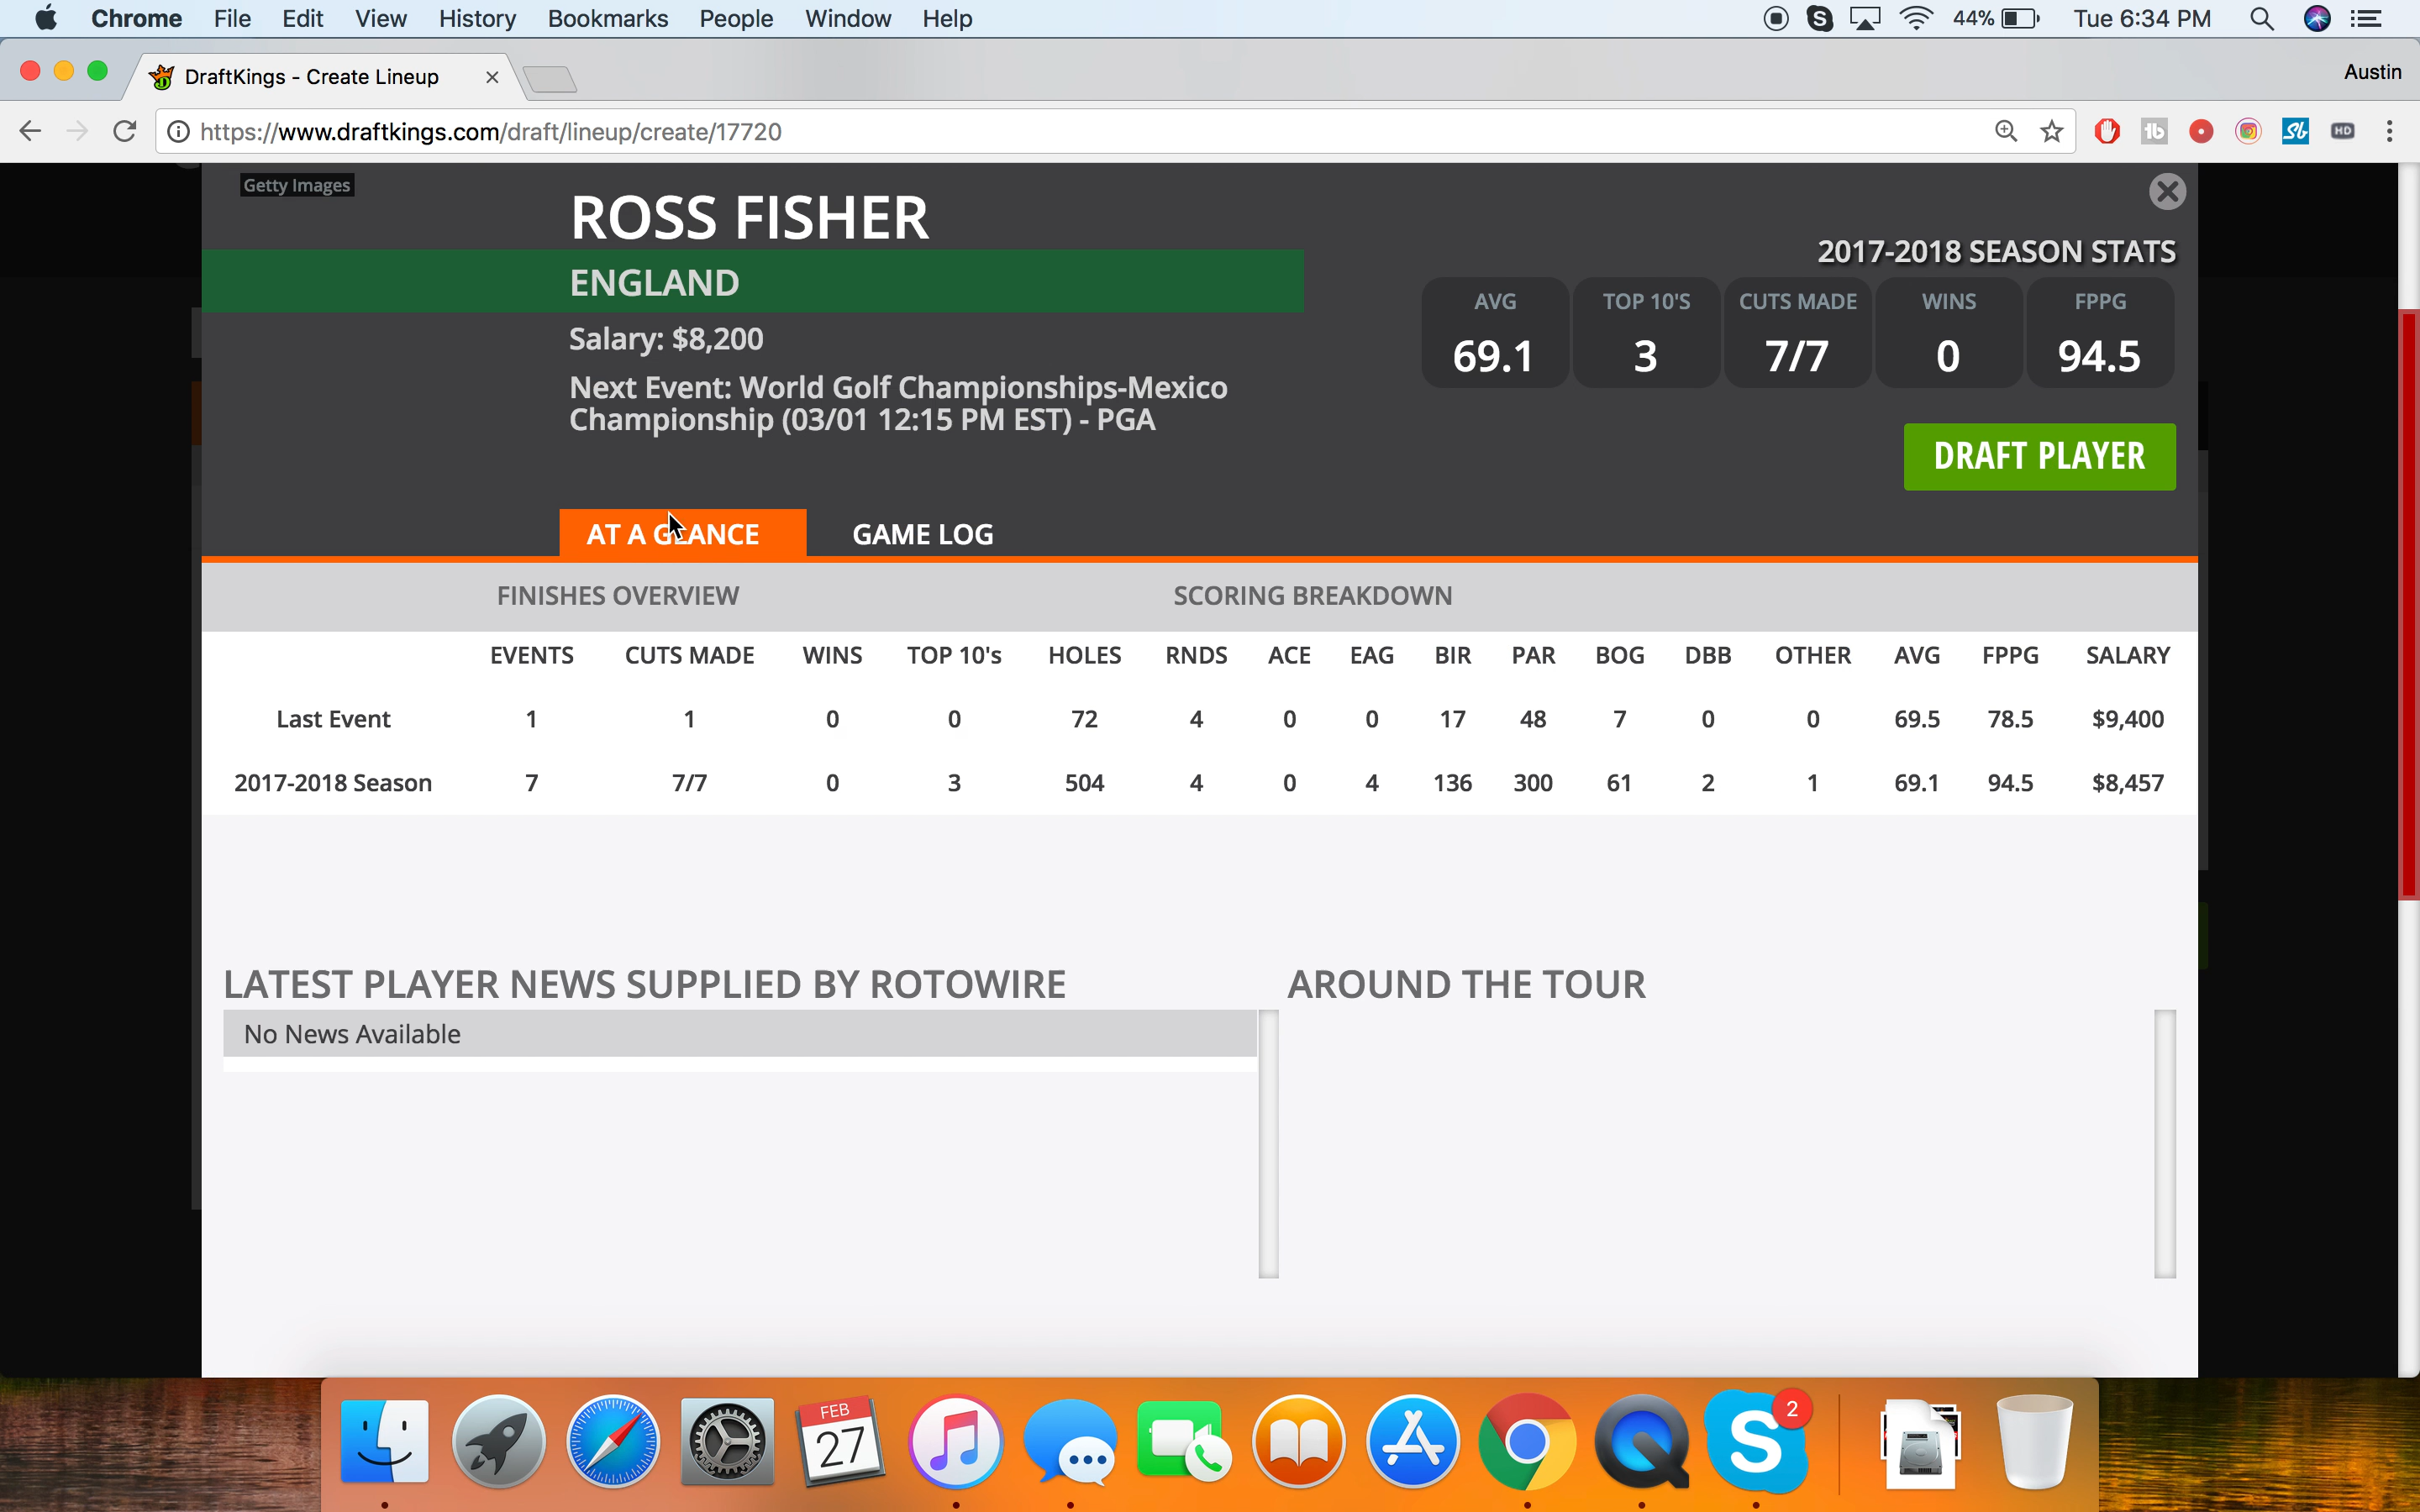 Chrome File Edit View History Bookmarks People Window Help 44% Tue 6:34 PM
DraftKings - Create Lineup Austin
https://www.draftkings.com/draft/lineup/create/17720 HD
Getty Images
ROSS FISHER
ENGLAND
Salary: $8,200
Next Event: World Golf Championships-Mexico
Championship (03/01 12:15 PM EST) - PGA
2017-2018 SEASON STATS
AVG TOP 10'S CUTS MADE WINS FPPG
69.1 3 7/7 0 94.5
DRAFT PLAYER
AT A GLANCE GAME LOG
FINISHES OVERVIEW SCORING BREAKDOWN
EVENTS CUTS MADE WINS TOP 10's HOLES RNDS ACE EAG BIR PAR BOG DBB OTHER AVG FPPG SALARY
Last Event 1 1 0 0 72 4 0 0 17 48 7 0 0 69.5 78.5 $9,400
2017-2018 Season 7 7/7 0 3 504 4 0 4 136 300 61 2 1 69.1 94.5 $8,457
LATEST PLAYER NEWS SUPPLIED BY ROTOWIRE AROUND THE TOUR
No News Available
FEB
27
2